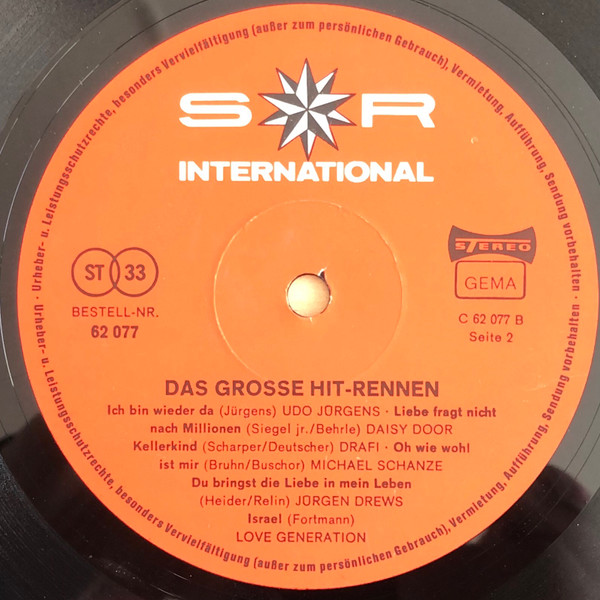 Urheber- u. Leistungsschutzrechte, besonders Vervielfältigung (außer zum persönlichen Gebrauch), Vermietung, Aufführung, Sendung vorbehalten ·
S R
INTERNATIONAL
STEREO
ST 33
GEMA
BESTELL-NR.
62 077
C 62 077 B
Seite 2
DAS GROSSE HIT-RENNEN
Ich bin wieder da (Jürgens) UDO JÜRGENS · Liebe fragt nicht
nach Millionen (Siegel jr./Behrle) DAISY DOOR
Kellerkind (Scharper/Deutscher) DRAFI · Oh wie wohl
ist mir (Bruhn/Buschor) MICHAEL SCHANZE
Du bringst die Liebe in mein Leben
(Heider/Relin) JÜRGEN DREWS
Israel (Fortmann)
LOVE GENERATION
Urheber- u. Leistungsschutzrechte, besonders Vervielfältigung (außer zum persönlichen Gebrauch), Vermietung, Aufführung, Sendung vorbehalten ·